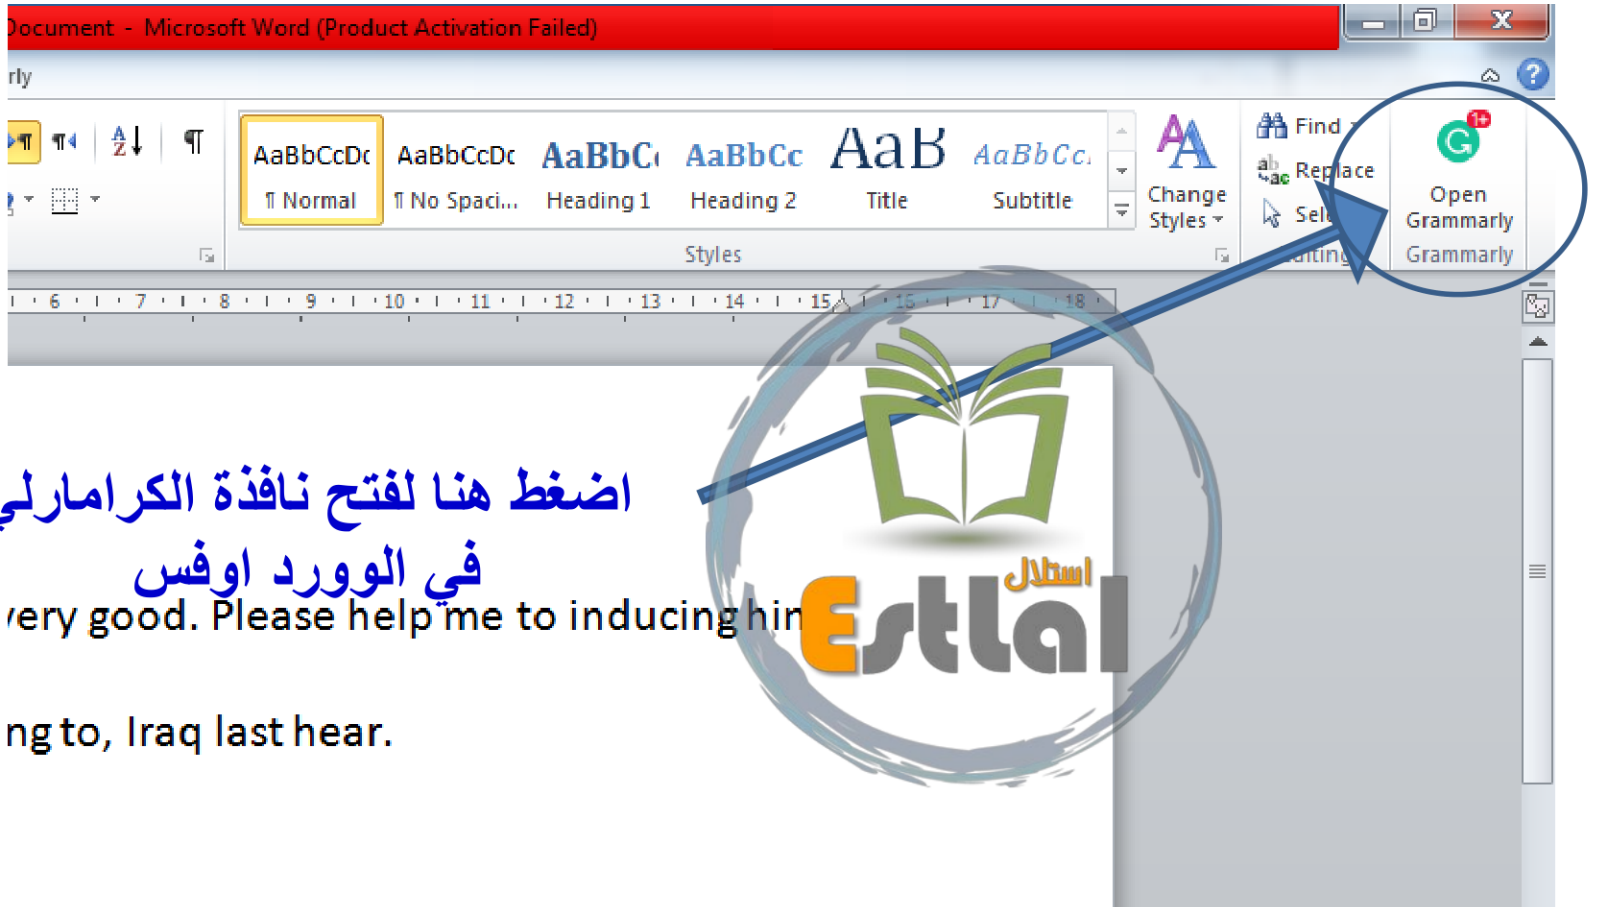 Document - Microsoft Word (Product Activation Failed)
rly
Find
Replace
AaBbCcDc AaBbCcDc AaBbC AaBbCc AaB AaBbCc.
¶ Normal ¶ No Spaci... Heading 1 Heading 2 Title Subtitle
Change
Styles
Open
Grammarly
Styles
Grammarly
6 7 8 9 10 11 12 13 14 15 16 17 18
اضغط هنا لفتح نافذة الكرامارلي
في الوورد اوفس
very good. Please help me to inducing
ng to, Iraq last hear.
استلال
Estlal